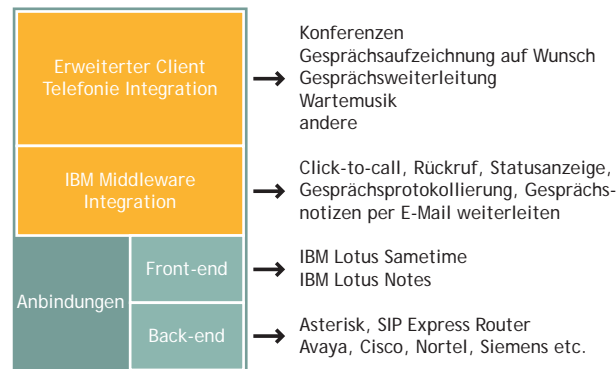 Erweiterter Client
Telefonie Integration
Konferenzen
Gesprächsaufzeichnung auf Wunsch
Gesprächsweiterleitung
Wartemusik
andere
IBM Middleware
Integration
Click-to-call, Rückruf, Statusanzeige,
Gesprächsprotokollierung, Gesprächs-
notizen per E-Mail weiterleiten
Anbindungen
Front-end
IBM Lotus Sametime
IBM Lotus Notes
Back-end
Asterisk, SIP Express Router
Avaya, Cisco, Nortel, Siemens etc.